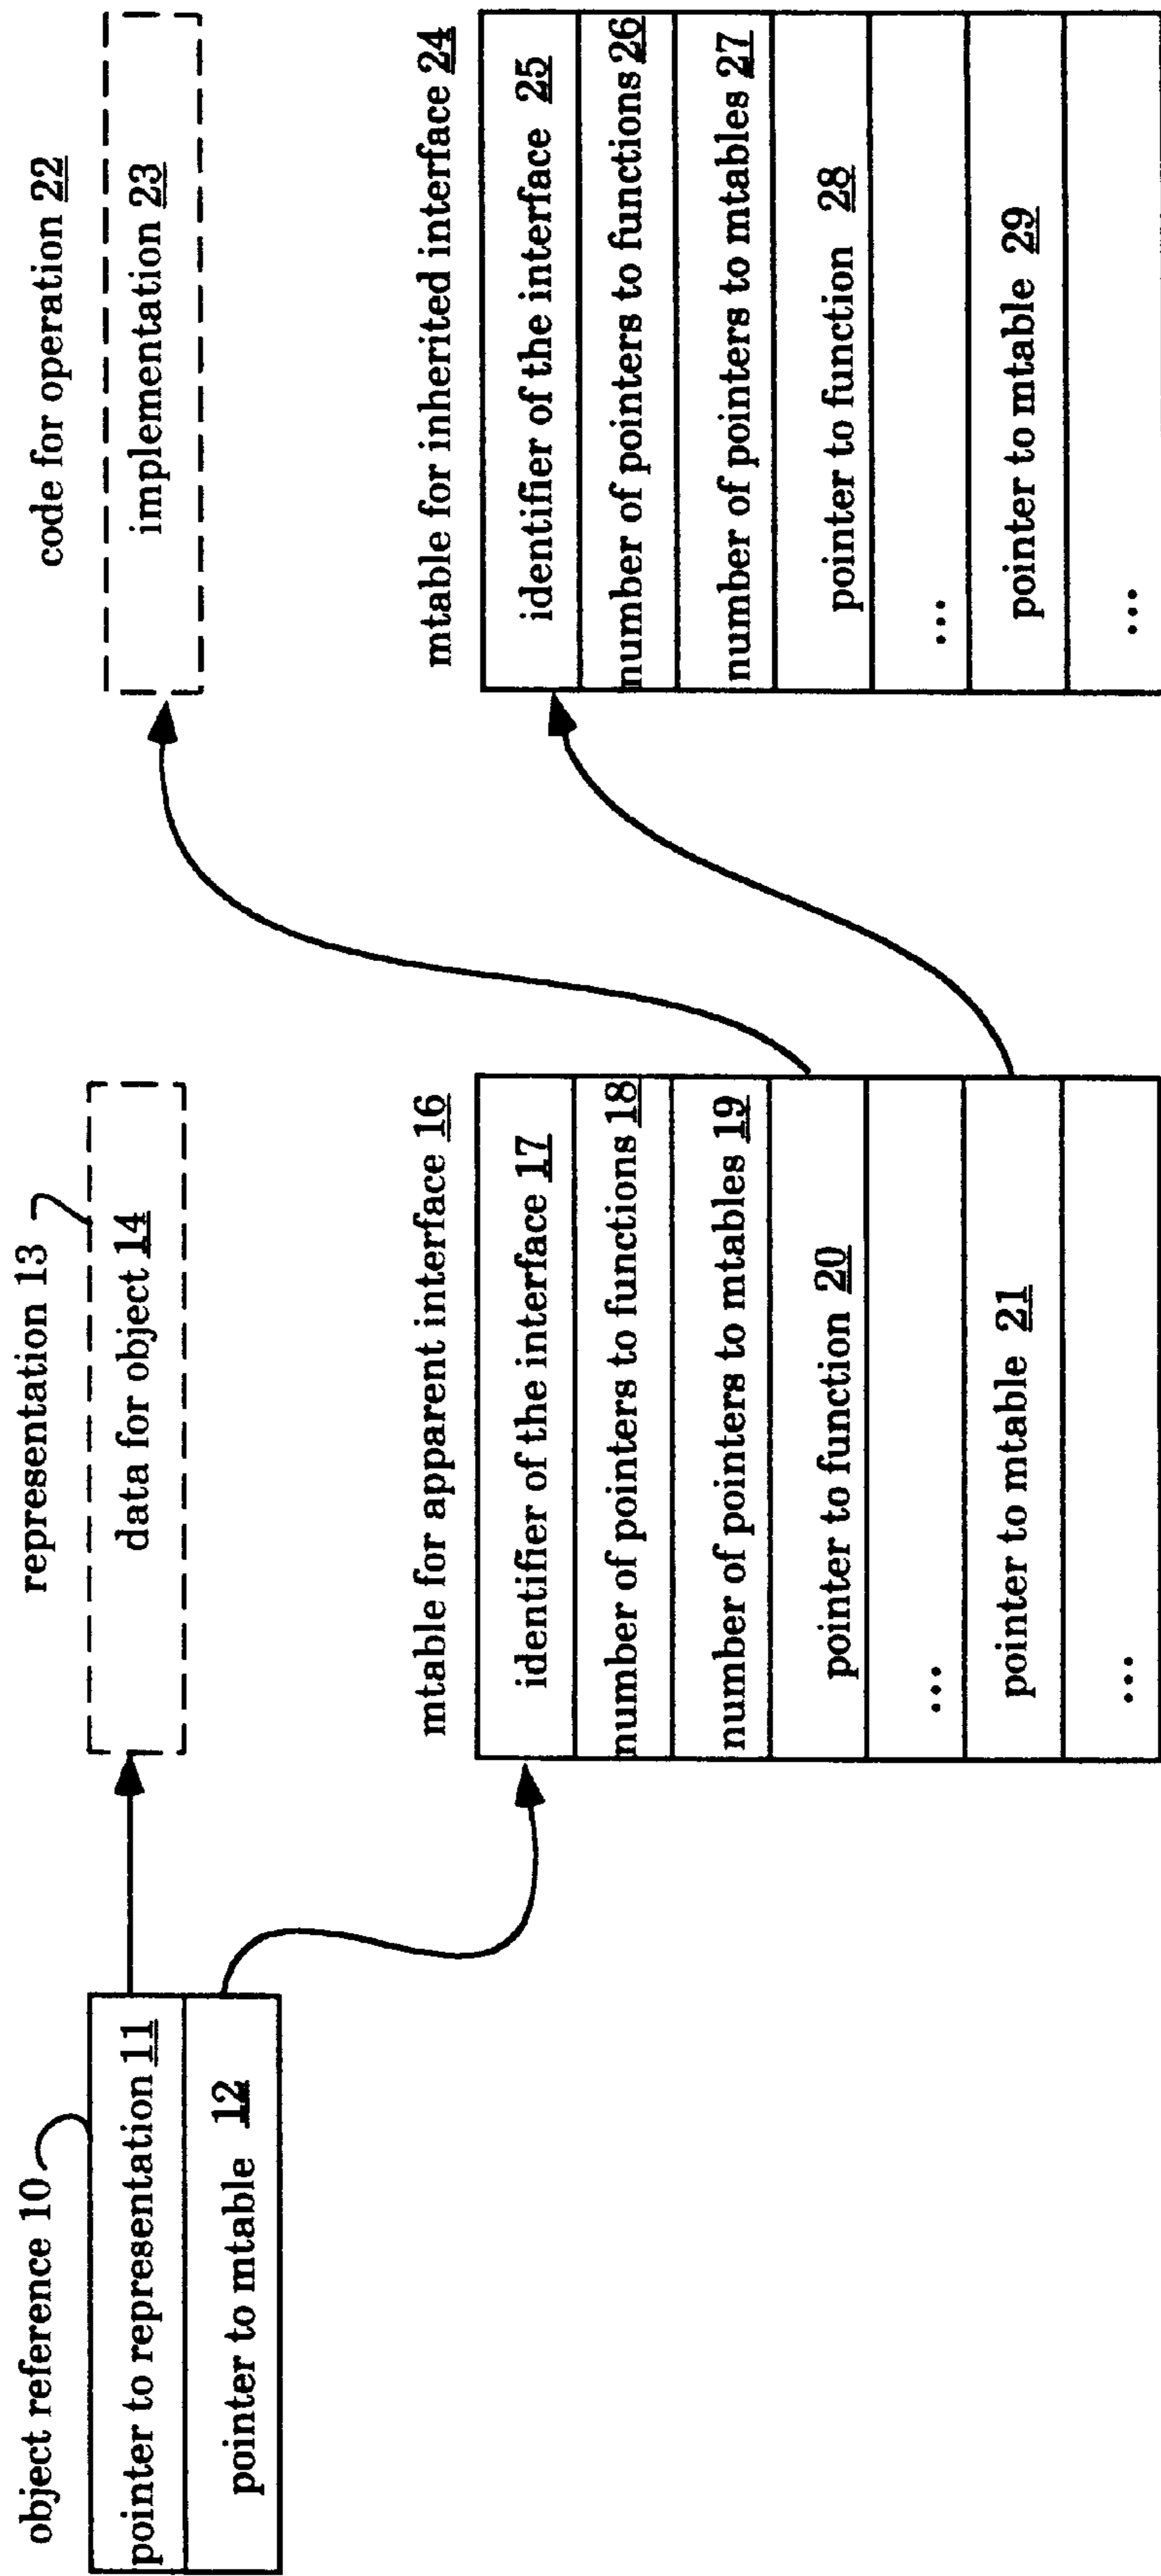 object reference 10
pointer to representation 11
pointer to mtable 12
representation 13
data for object 14
mtable for apparent interface 16
identifier of the interface 17
number of pointers to functions 18
number of pointers to mtables 19
pointer to function 20
...
pointer to mtable 21
...
code for operation 22
implementation 23
mtable for inherited interface 24
identifier of the interface 25
number of pointers to functions 26
number of pointers to mtables 27
pointer to function 28
...
pointer to mtable 29
...